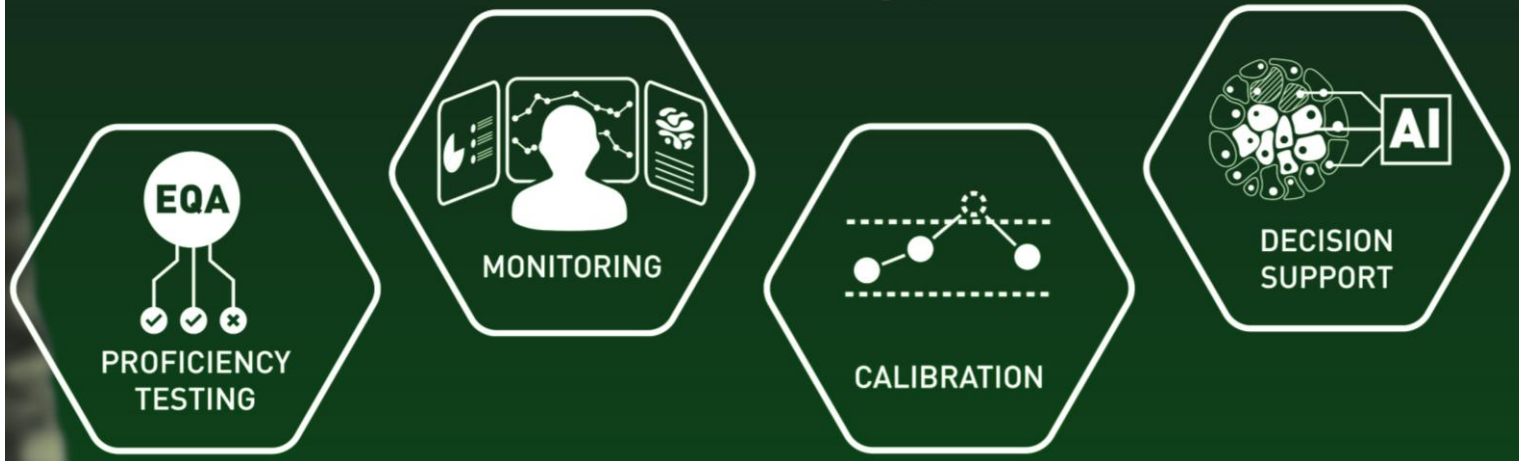 EQA
PROFICIENCY
TESTING
MONITORING
CALIBRATION
AI
DECISION
SUPPORT